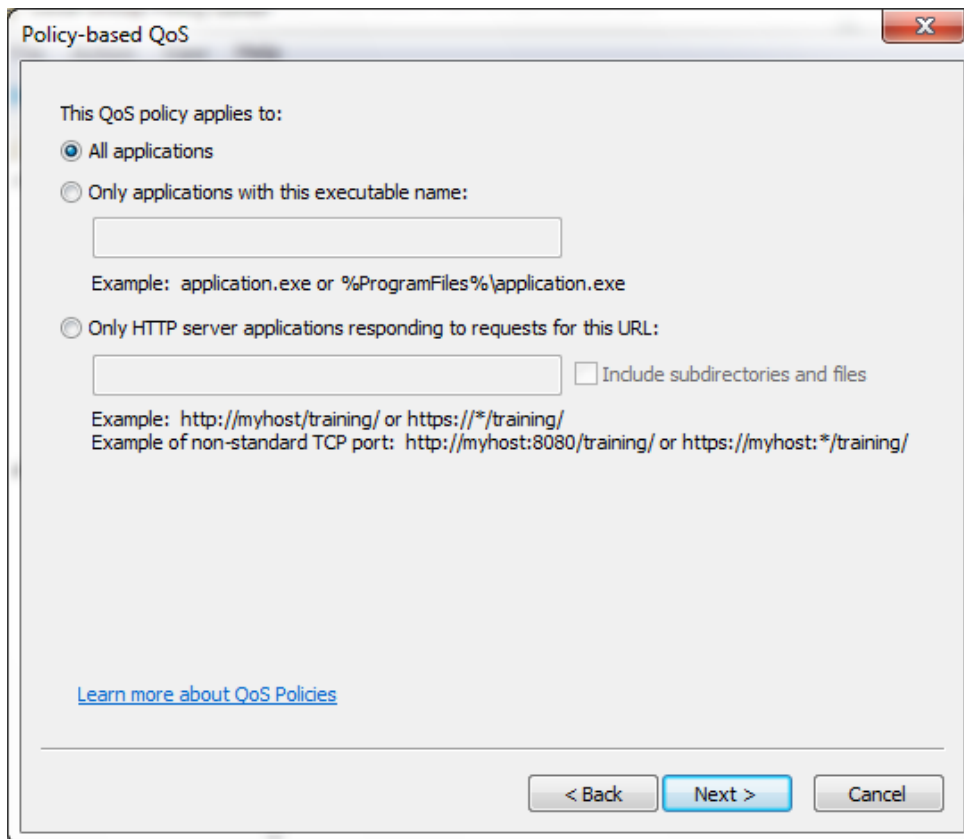 Policy-based QoS
This QoS policy applies to:
All applications
Only applications with this executable name:
Example:  application.exe or %ProgramFiles%\application.exe
Only HTTP server applications responding to requests for this URL:
Include subdirectories and files
Example:  http://myhost/training/ or https://*/training/
Example of non-standard TCP port:  http://myhost:8080/training/ or https://myhost:*/training/
Learn more about QoS Policies
< Back
Next >
Cancel